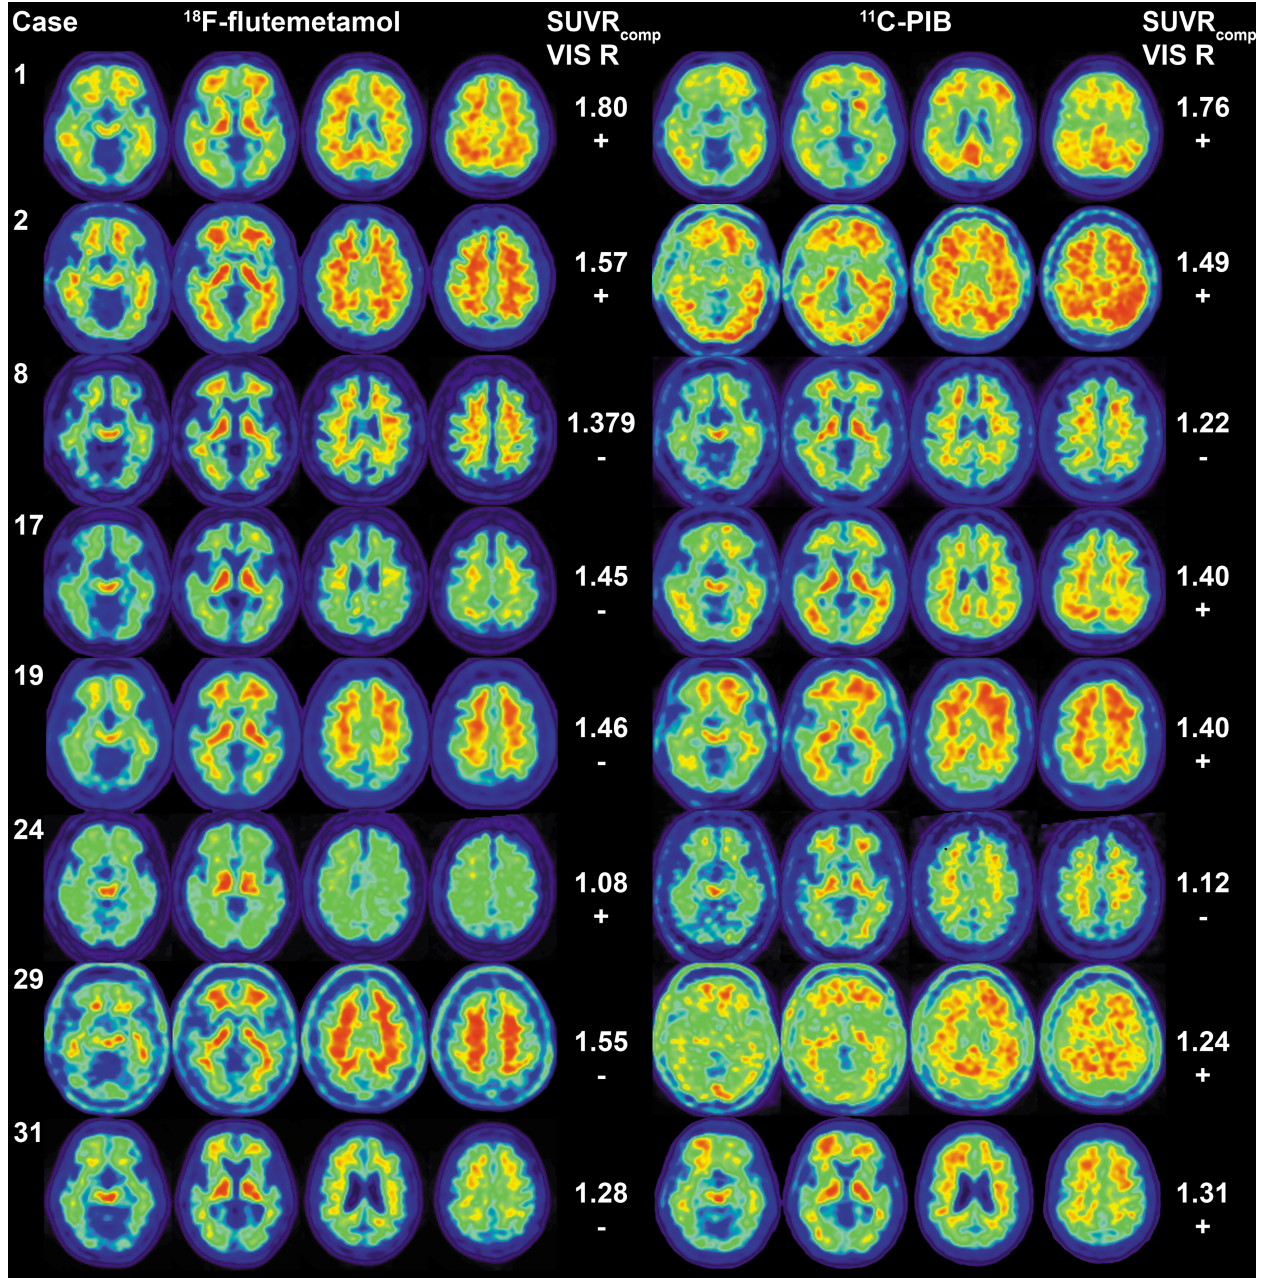 Case ¹⁸F-flutemetamol SUVRcomp ¹¹C-PIB SUVRcomp
VIS R VIS R
1 1.80 1.76
+ +
2 1.57 1.49
+ +
8 1.379 1.22
- -
17 1.45 1.40
- +
19 1.46 1.40
- +
24 1.08 1.12
+ -
29 1.55 1.24
- +
31 1.28 1.31
- +